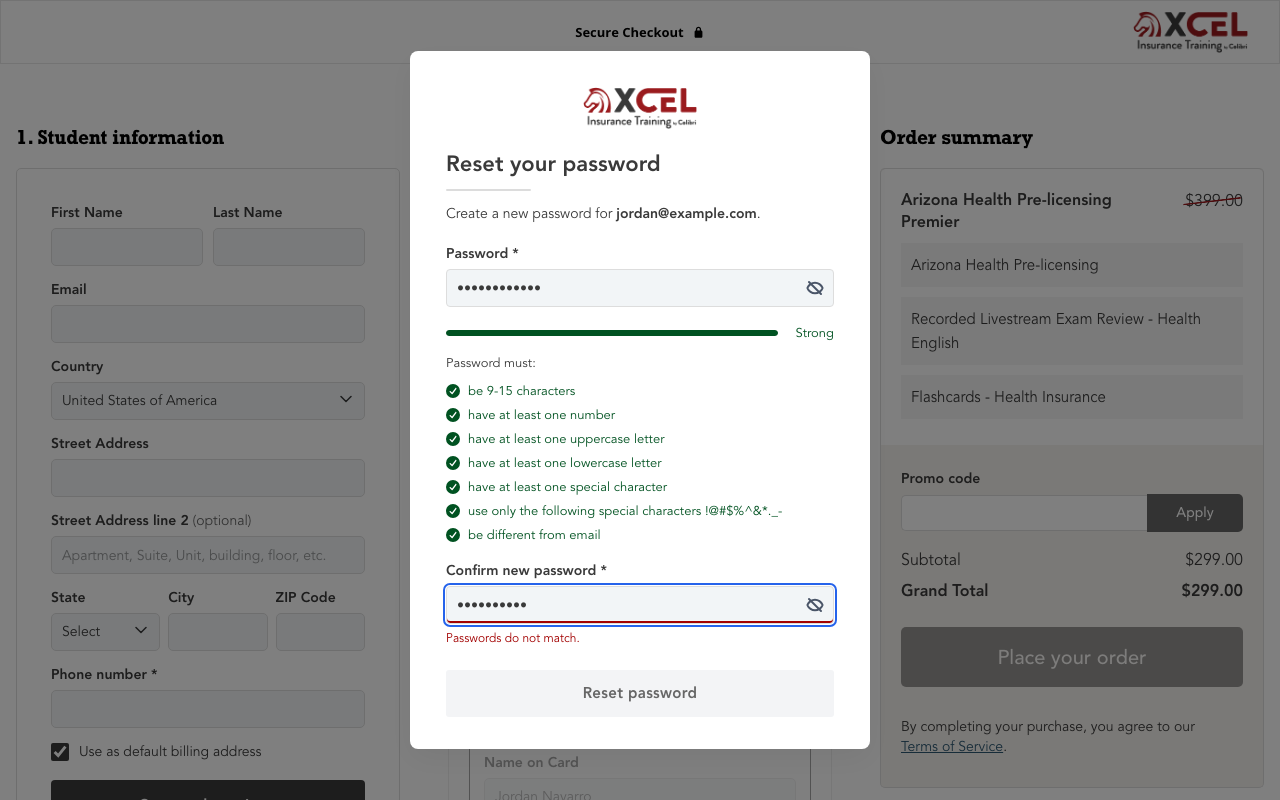 Secure Checkout
XCEL
Insurance Training by Colibri
1. Student information
First Name
Last Name
Email
Country
United States of America
Street Address
Street Address line 2 (optional)
Apartment, Suite, Unit, building, floor, etc.
State
City
ZIP Code
Select
Phone number *
Use as default billing address
XCEL
Insurance Training by Colibri
Reset your password
Create a new password for jordan@example.com.
Password *
••••••••••••
Strong
Password must:
be 9-15 characters
have at least one number
have at least one uppercase letter
have at least one lowercase letter
have at least one special character
use only the following special characters !@#$%^&*._-
be different from email
Confirm new password *
••••••••••
Passwords do not match.
Reset password
Name on Card
Jordan Navarro
Order summary
Arizona Health Pre-licensing
Premier
$399.00
Arizona Health Pre-licensing
Recorded Livestream Exam Review - Health
English
Flashcards - Health Insurance
Promo code
Apply
Subtotal
$299.00
Grand Total
$299.00
Place your order
By completing your purchase, you agree to our
Terms of Service.